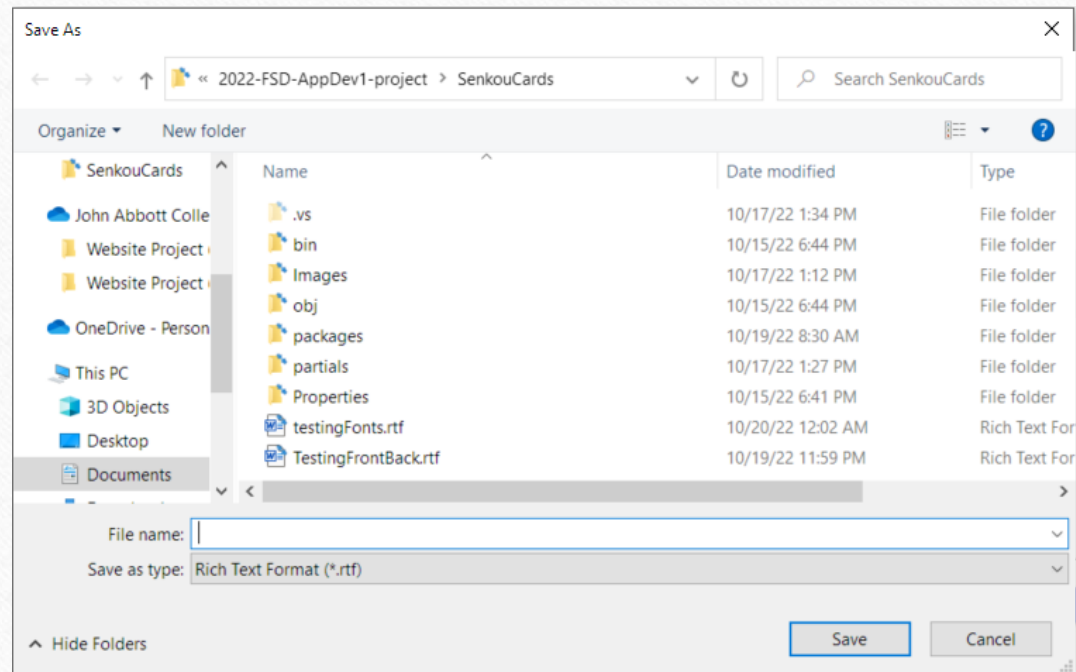 Save As
« 2022-FSD-AppDev1-project > SenkouCards
Search SenkouCards
Organize
New folder
SenkouCards
John Abbott Colle
Website Project
Website Project
OneDrive - Person
This PC
3D Objects
Desktop
Documents
Name Date modified Type
.vs 10/17/22 1:34 PM File folder
bin 10/15/22 6:44 PM File folder
Images 10/17/22 1:12 PM File folder
obj 10/15/22 6:44 PM File folder
packages 10/19/22 8:30 AM File folder
partials 10/17/22 1:27 PM File folder
Properties 10/15/22 6:41 PM File folder
testingFonts.rtf 10/20/22 12:02 AM Rich Text For
TestingFrontBack.rtf 10/19/22 11:59 PM Rich Text For
File name:
Save as type: Rich Text Format (*.rtf)
Hide Folders
Save
Cancel